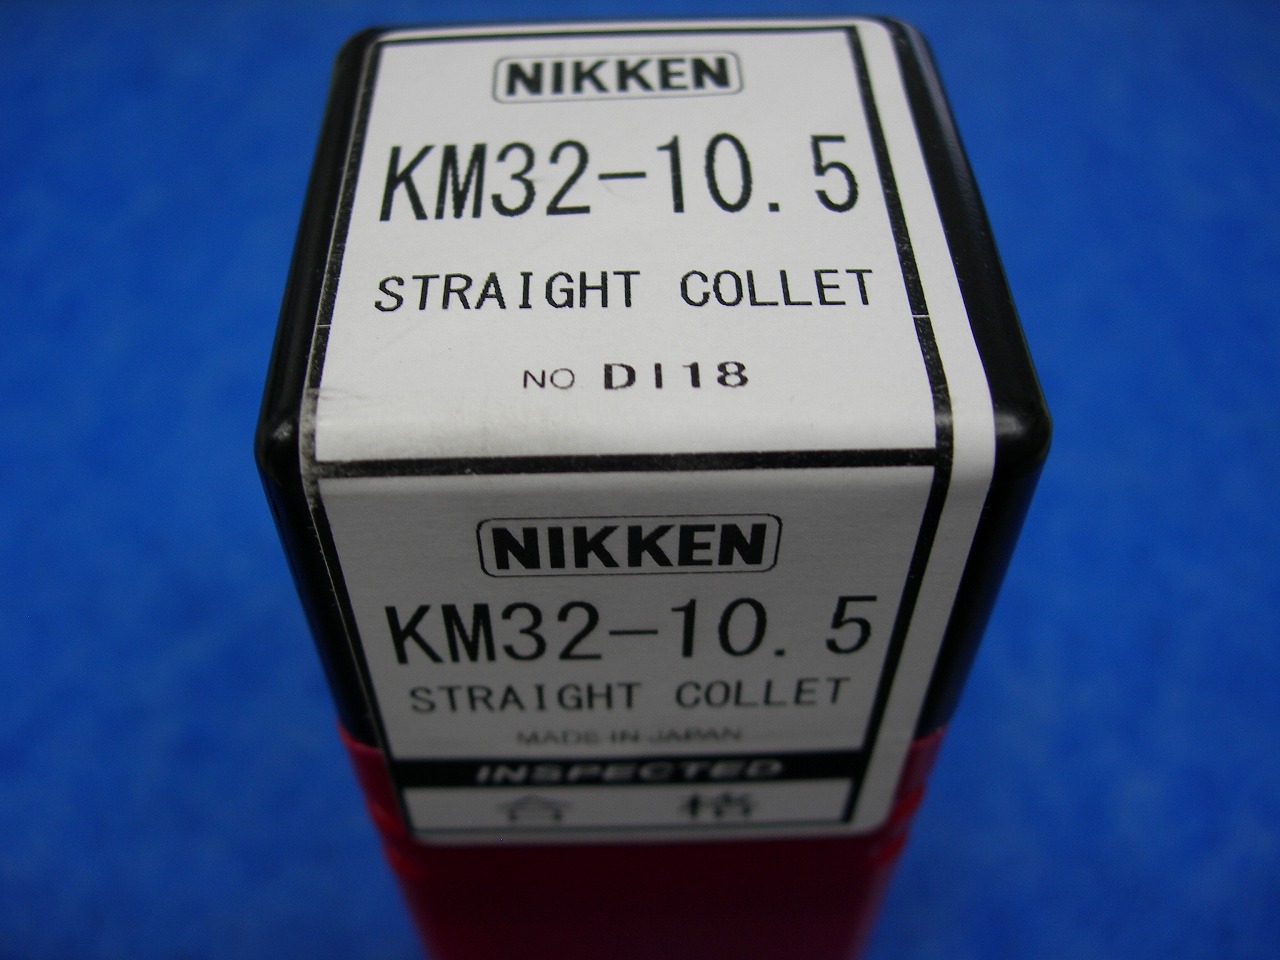 NIKKEN
KM32-10.5
STRAIGHT COLLET
NO DI18
NIKKEN
KM32-10.5
STRAIGHT COLLET
MADE IN JAPAN
INSPECTED
合 格